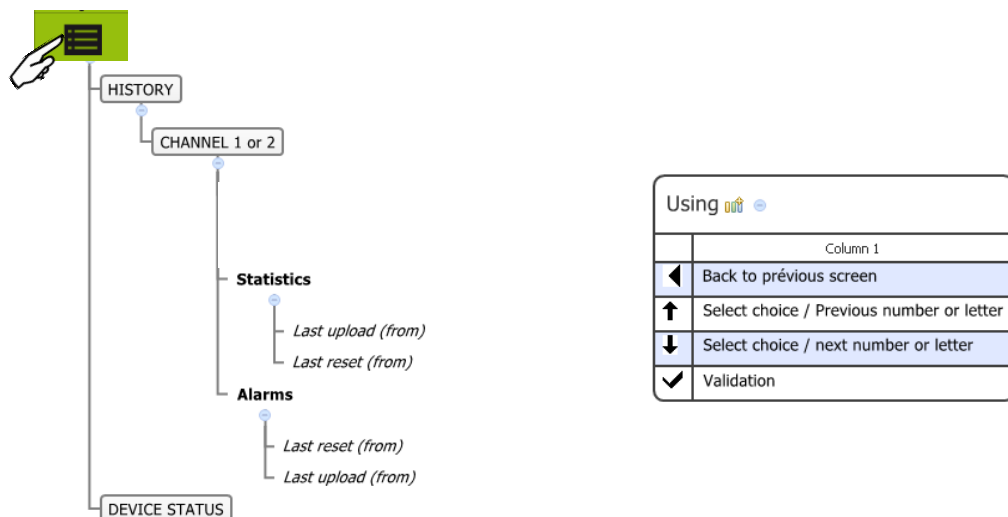 HISTORY
CHANNEL 1 or 2
Statistics
Last upload (from)
Last reset (from)
Alarms
Last reset (from)
Last upload (from)
DEVICE STATUS
Using
Column 1
Back to prévious screen
Select choice / Previous number or letter
Select choice / next number or letter
Validation